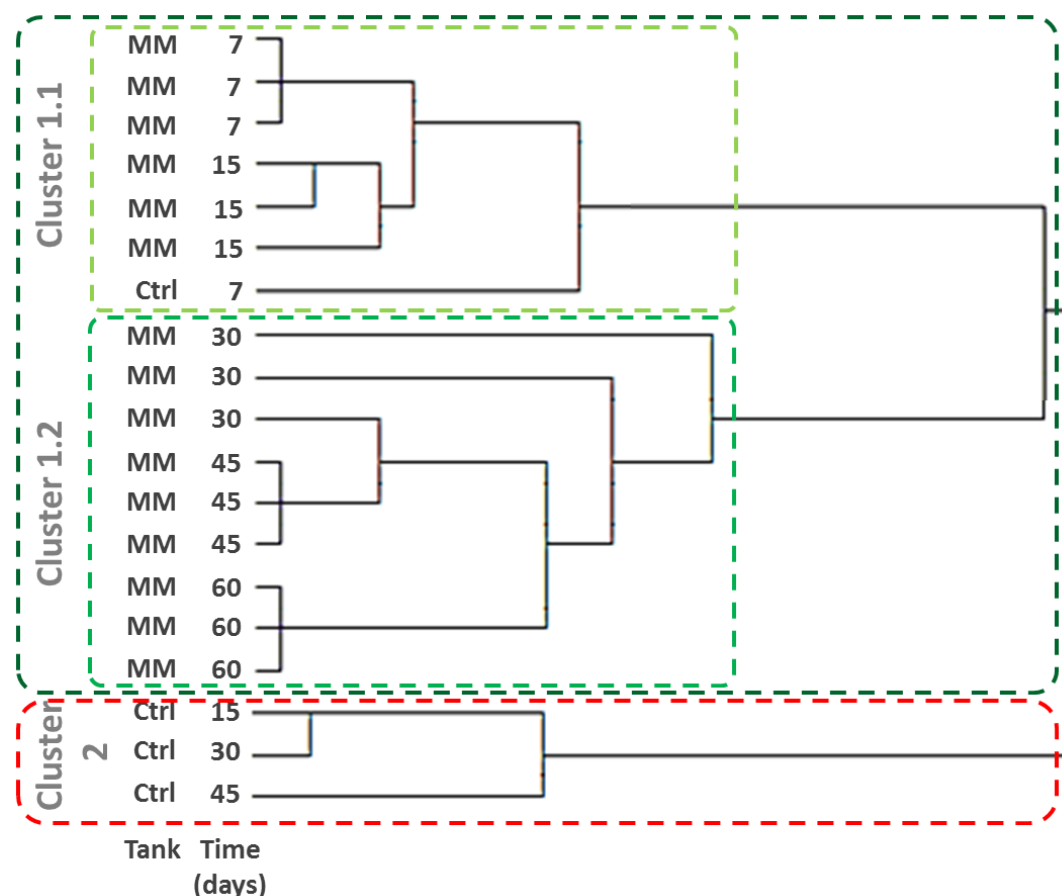 Cluster 1.1
MM 7
MM 7
MM 7
MM 15
MM 15
MM 15
Ctrl 7
Cluster 1.2
MM 30
MM 30
MM 30
MM 45
MM 45
MM 45
MM 60
MM 60
MM 60
Cluster
2
Ctrl 15
Ctrl 30
Ctrl 45
Tank Time
(days)